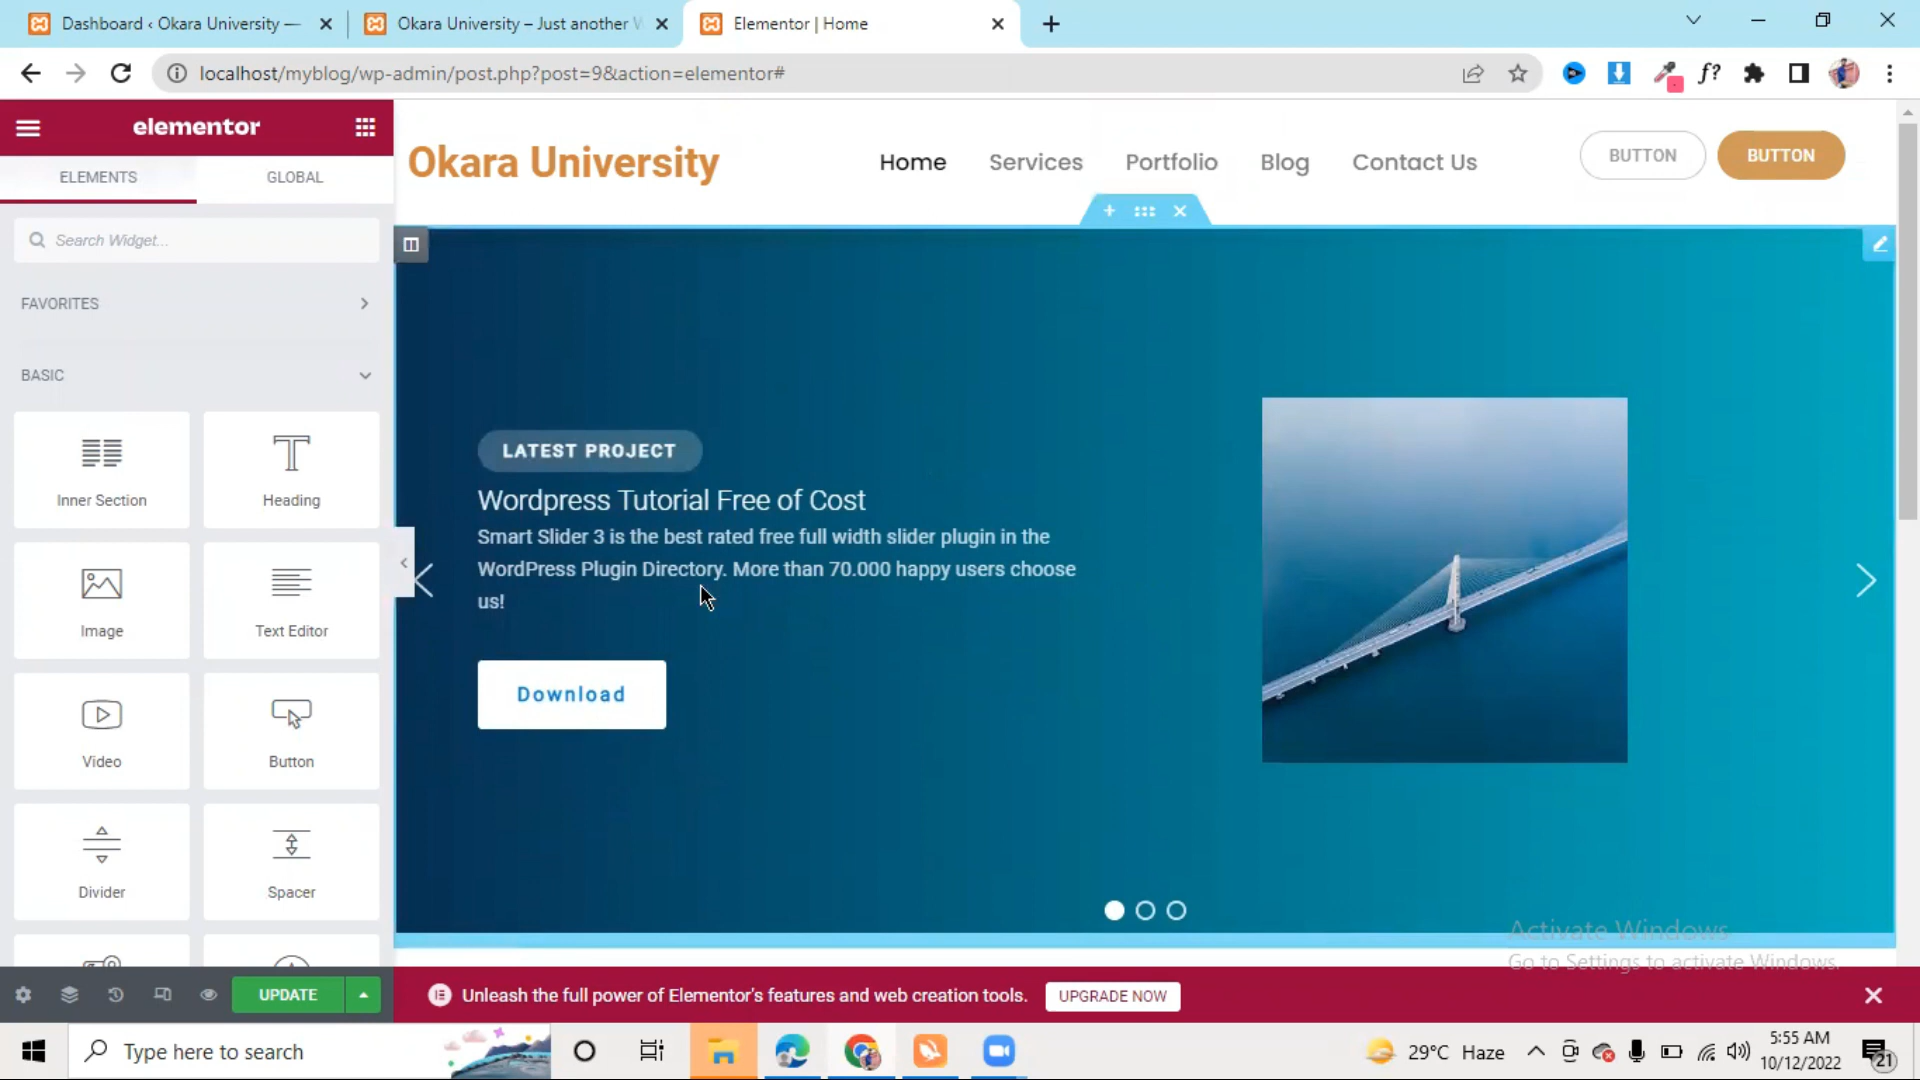 Dashboard ‹ Okara University —
Okara University – Just another W
Elementor | Home
localhost/myblog/wp-admin/post.php?post=9&action=elementor#
f?
elementor
ELEMENTS
GLOBAL
Search Widget...
FAVORITES
BASIC
Inner Section
Heading
Image
Text Editor
Video
Button
Divider
Spacer
UPDATE
Okara University
Home
Services
Portfolio
Blog
Contact Us
BUTTON
BUTTON
LATEST PROJECT
Wordpress Tutorial Free of Cost
Smart Slider 3 is the best rated free full width slider plugin in the
WordPress Plugin Directory. More than 70.000 happy users choose
us!
Download
Activate Windows
Go to Settings to activate Windows.
Unleash the full power of Elementor's features and web creation tools.
UPGRADE NOW
Type here to search
29°C Haze
5:55 AM
10/12/2022
21